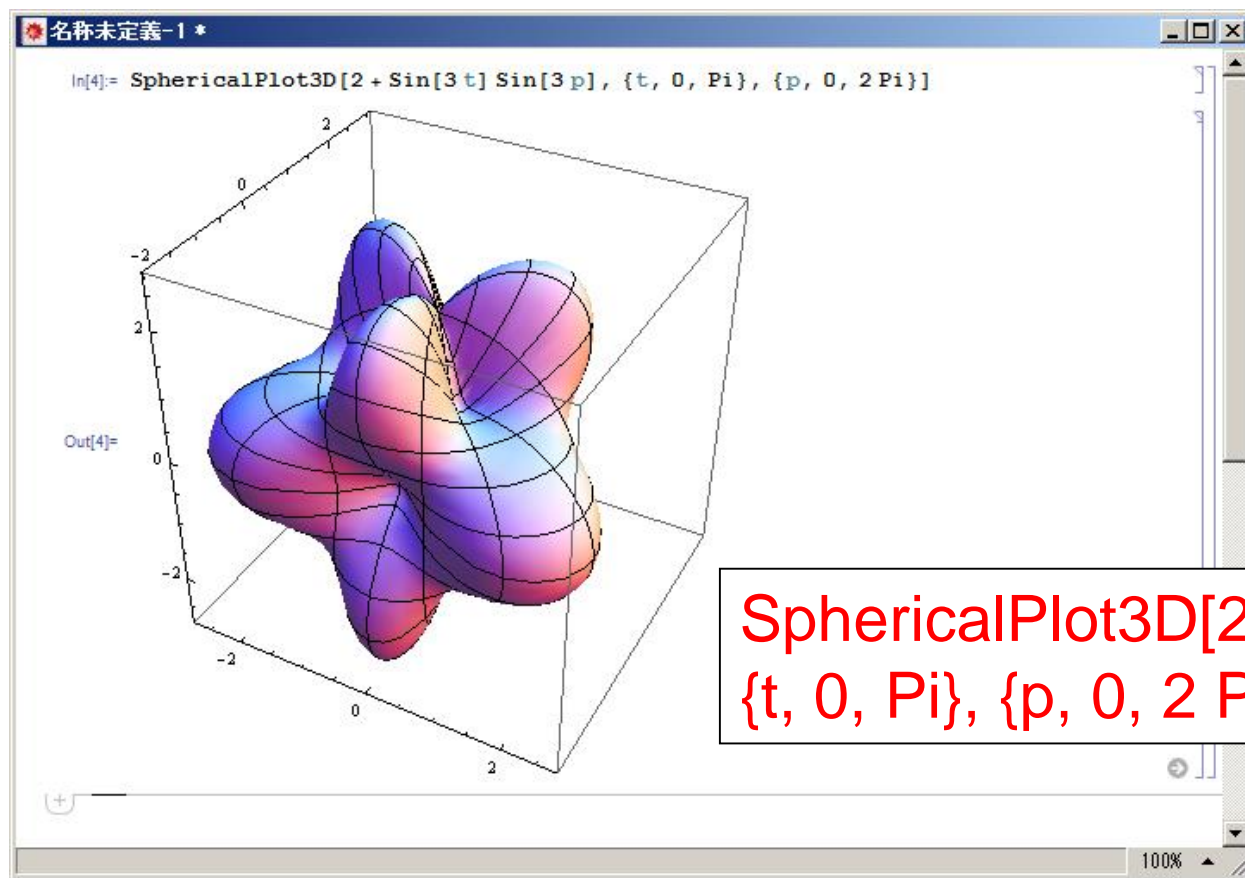 名称未定義-1 *
In[4]:= SphericalPlot3D[2 + Sin[3 t] Sin[3 p], {t, 0, Pi}, {p, 0, 2 Pi}]
2
0
-2
2
Out[4]=
0
-2
-2
0
2
SphericalPlot3D[2
{t, 0, Pi}, {p, 0, 2 P
100%